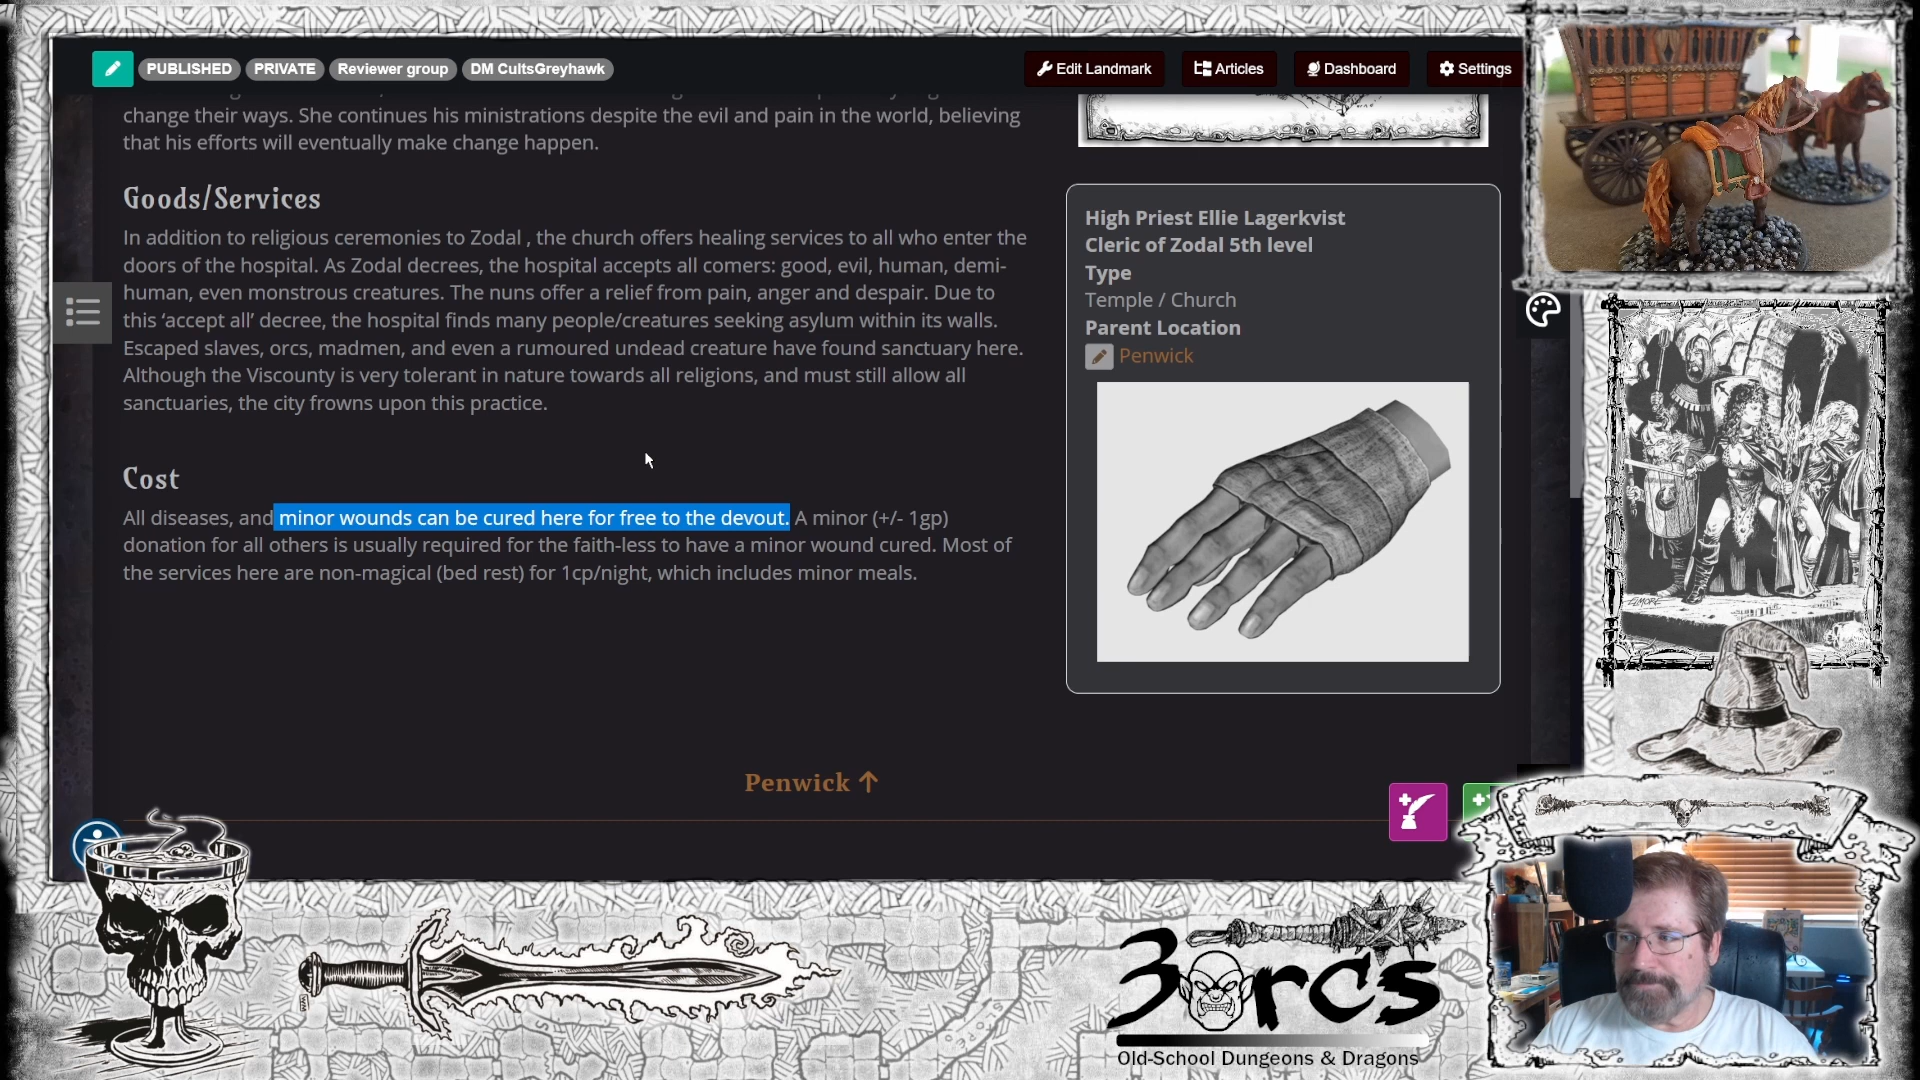 PUBLISHED PRIVATE Reviewer group DM CultsGreyhawk
Edit Landmark Articles Dashboard Settings
change their ways. She continues his ministrations despite the evil and pain in the world, believing
that his efforts will eventually make change happen.
Goods/Services
In addition to religious ceremonies to Zodal , the church offers healing services to all who enter the
doors of the hospital. As Zodal decrees, the hospital accepts all comers: good, evil, human, demi-
human, even monstrous creatures. The nuns offer a relief from pain, anger and despair. Due to
this ‘accept all’ decree, the hospital finds many people/creatures seeking asylum within its walls.
Escaped slaves, orcs, madmen, and even a rumoured undead creature have found sanctuary here.
Although the Viscounty is very tolerant in nature towards all religions, and must still allow all
sanctuaries, the city frowns upon this practice.
Cost
All diseases, and minor wounds can be cured here for free to the devout. A minor (+/- 1gp)
donation for all others is usually required for the faith-less to have a minor wound cured. Most of
the services here are non-magical (bed rest) for 1cp/night, which includes minor meals.
High Priest Ellie Lagerkvist
Cleric of Zodal 5th level
Type
Temple / Church
Parent Location
Penwick
Penwick ↑
ELMORE
3orcs
Old-School Dungeons & Dragons